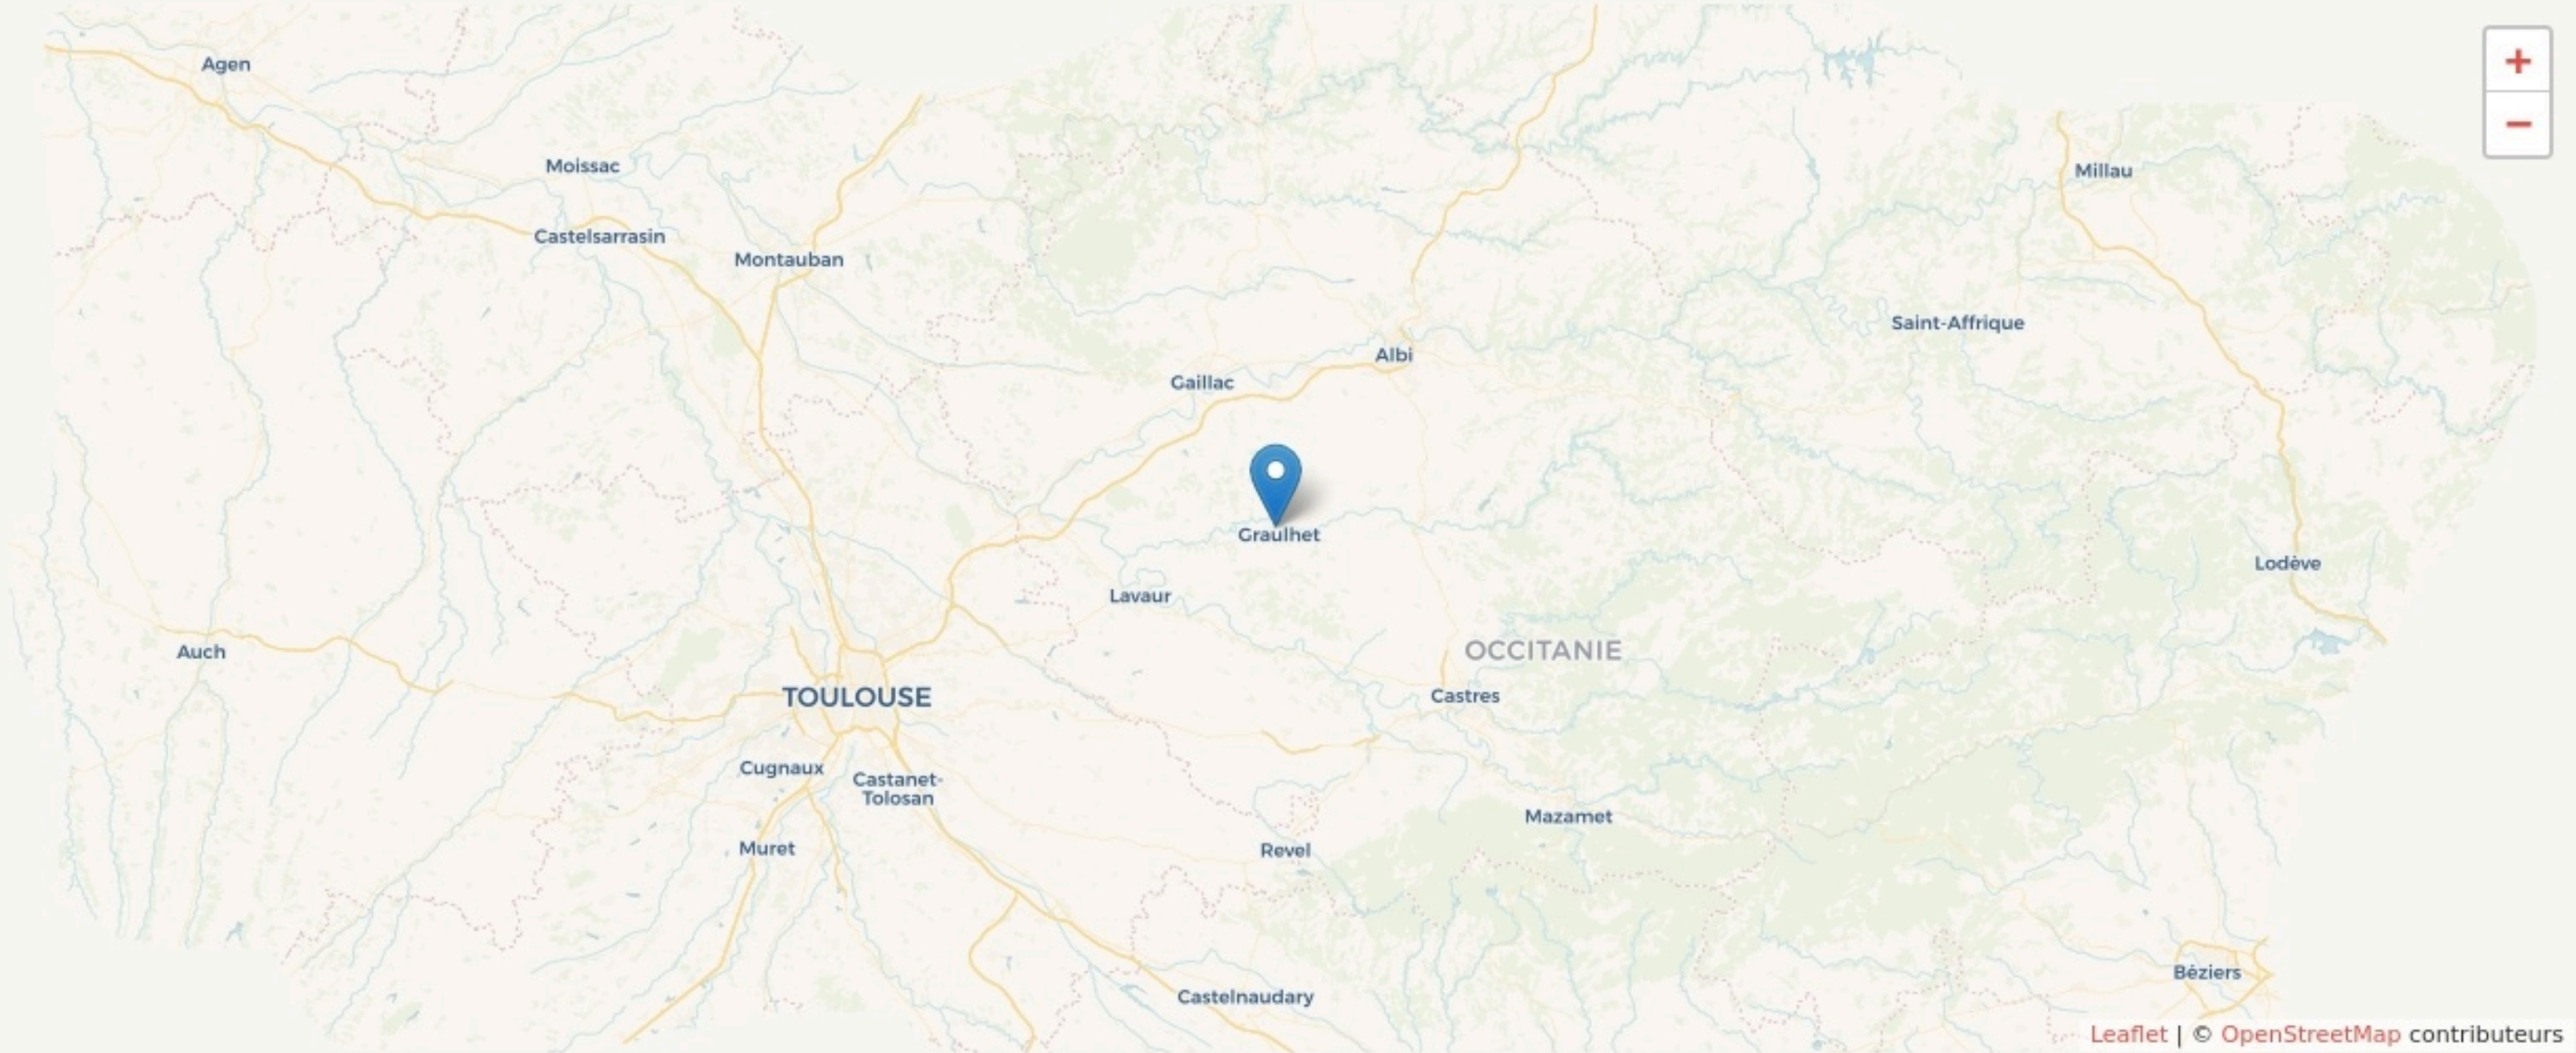 Agen
+
−
Moissac
Millau
Castelsarrasin
Montauban
Saint-Affrique
Albi
Gaillac
Graulhet
Lodève
Lavaur
Auch
OCCITANIE
TOULOUSE
Castres
Cugnaux
Castanet-
Tolosan
Mazamet
Muret
Revel
Béziers
Castelnaudary
Leaflet | © OpenStreetMap contributeurs